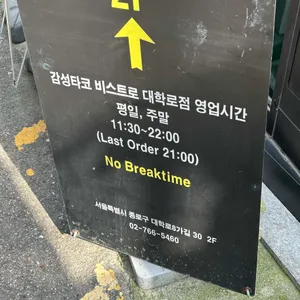 2F
감성타코 비스트로 대학로점 영업시간
평일, 주말
11:30~22:00
(Last Order 21:00)
No Breaktime
서울특별시 종로구 대학로8가길 30 2F
02-766-5460